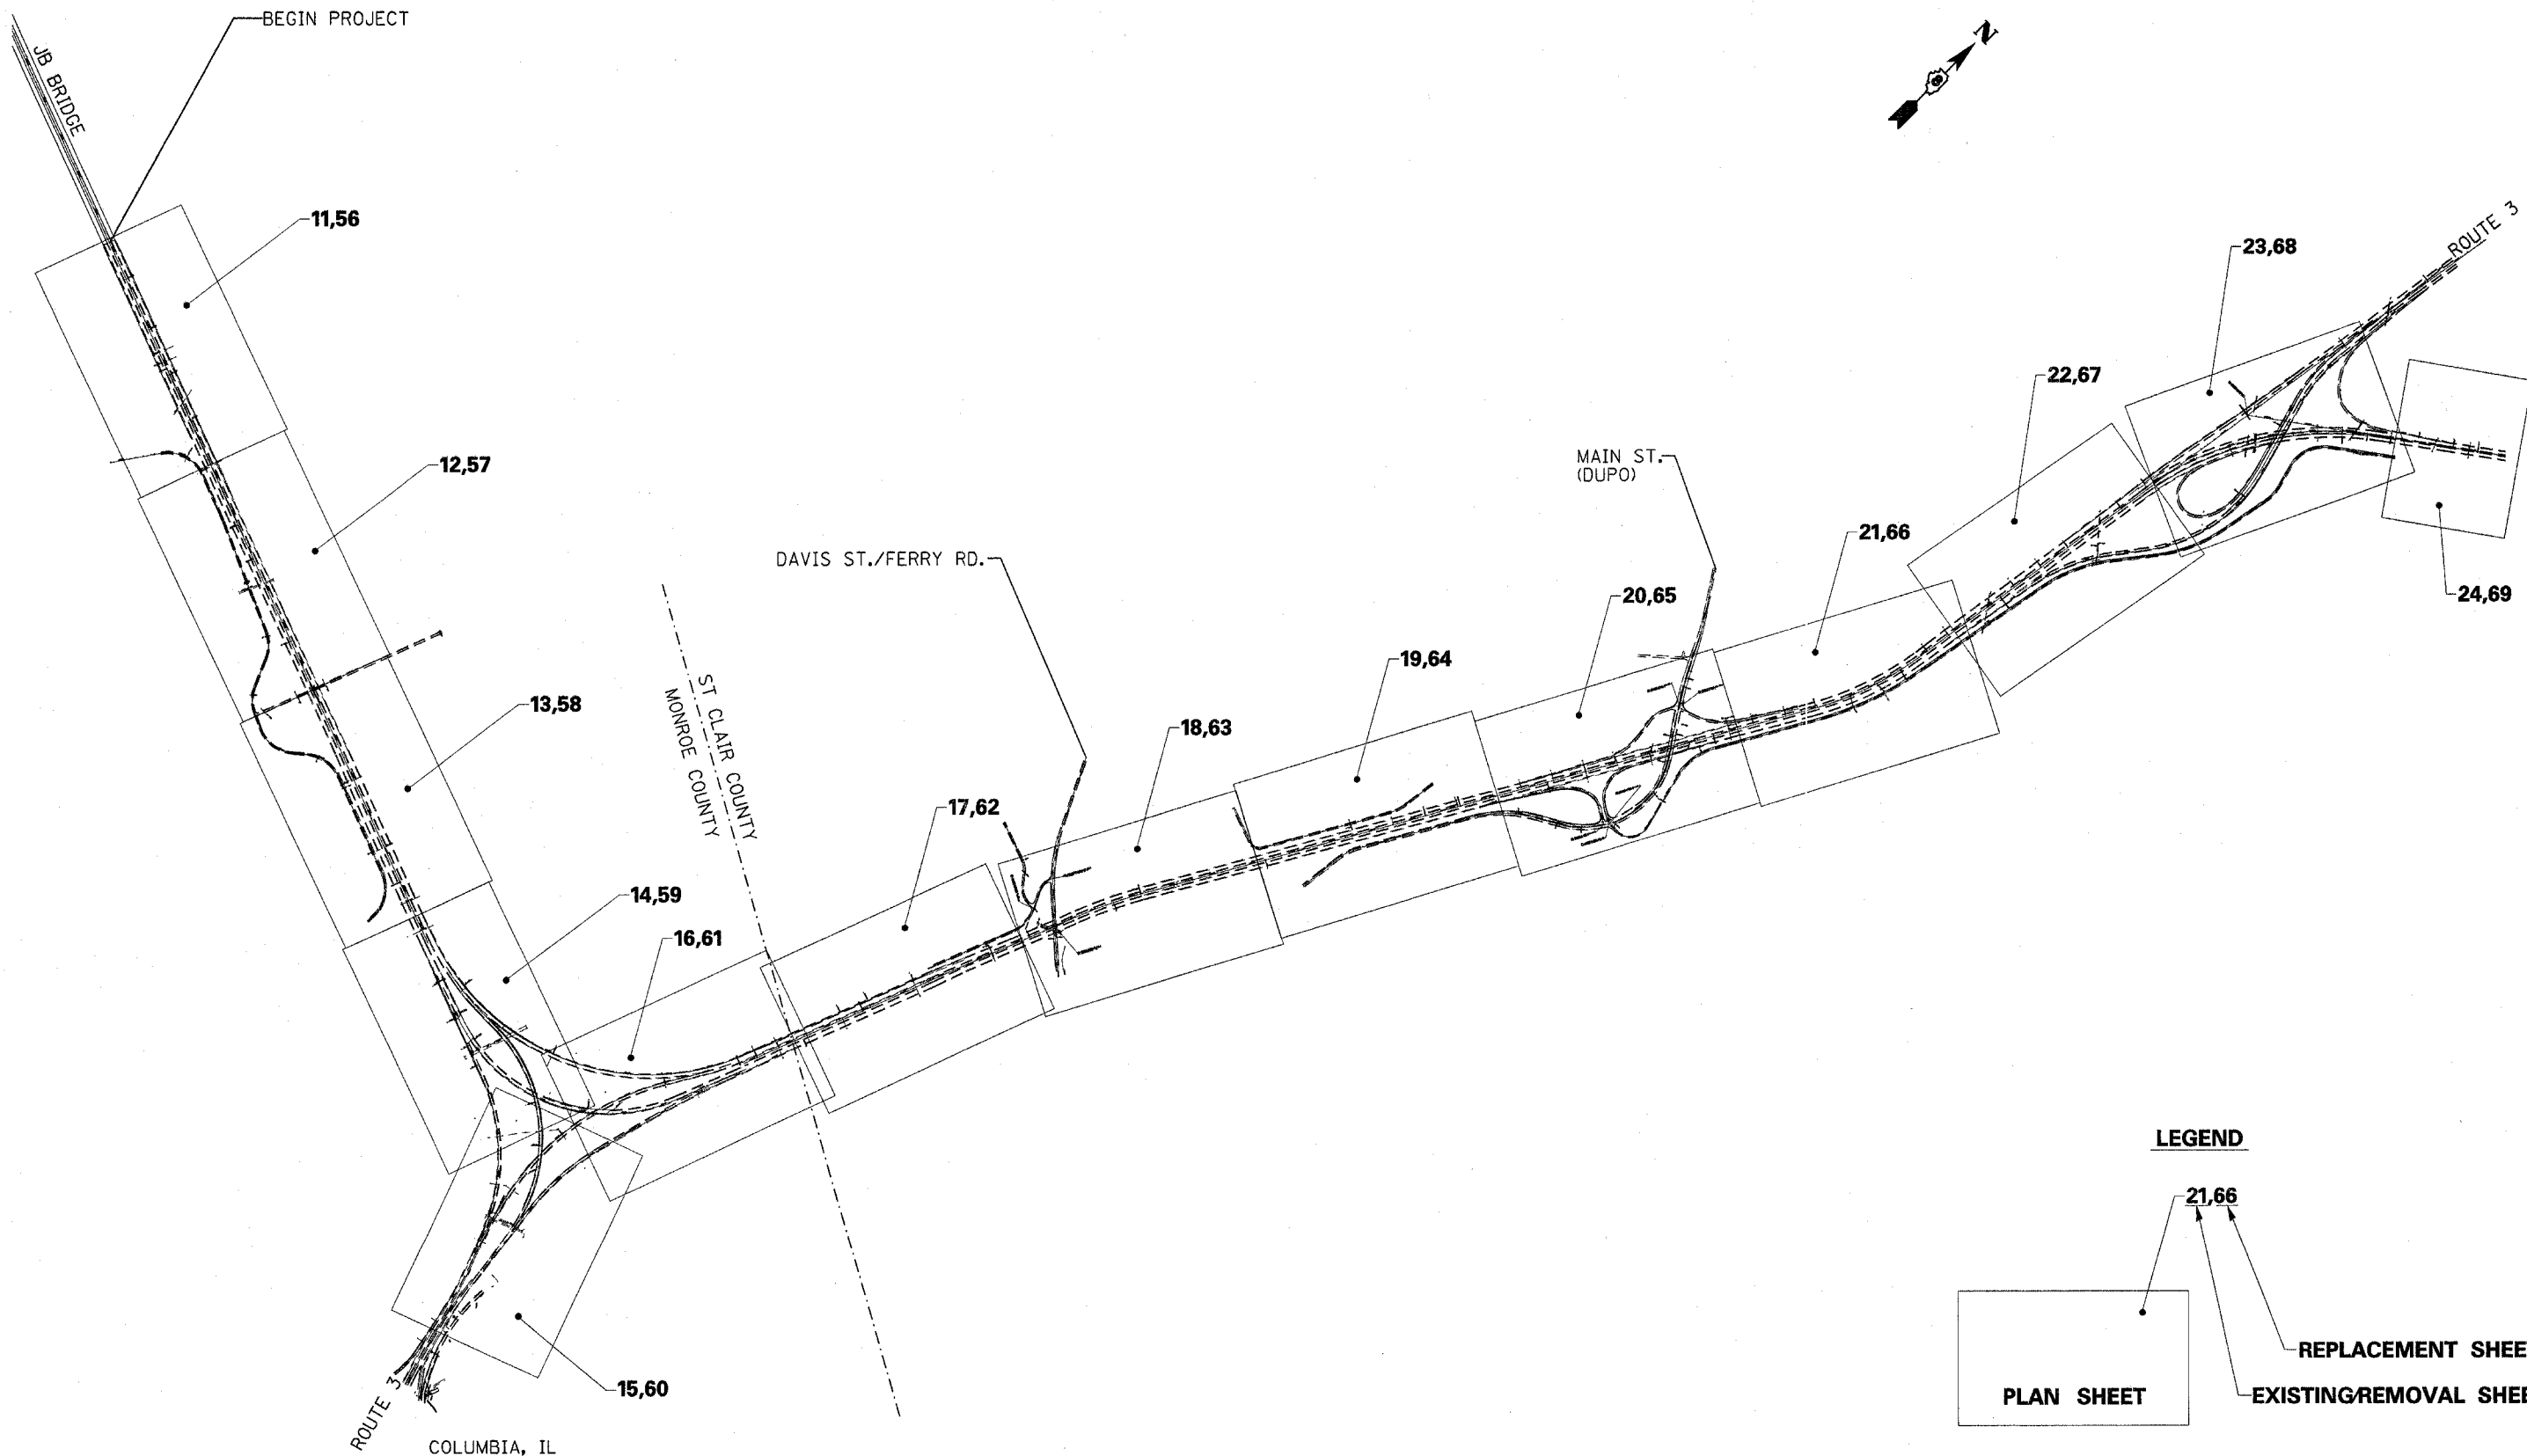 BEGIN PROJECT
JB BRIDGE
N
11,56
ROUTE 3
23,68
22,67
12,57
MAIN ST.
(DUPO)
21,66
DAVIS ST./FERRY RD.
20,65
24,69
19,64
13,58
ST CLAIR COUNTY
MONROE COUNTY
18,63
17,62
14,59
16,61
LEGEND
21,66
REPLACEMENT SHEE
PLAN SHEET
EXISTING/REMOVAL SHEE
15,60
ROUTE 3
COLUMBIA, IL